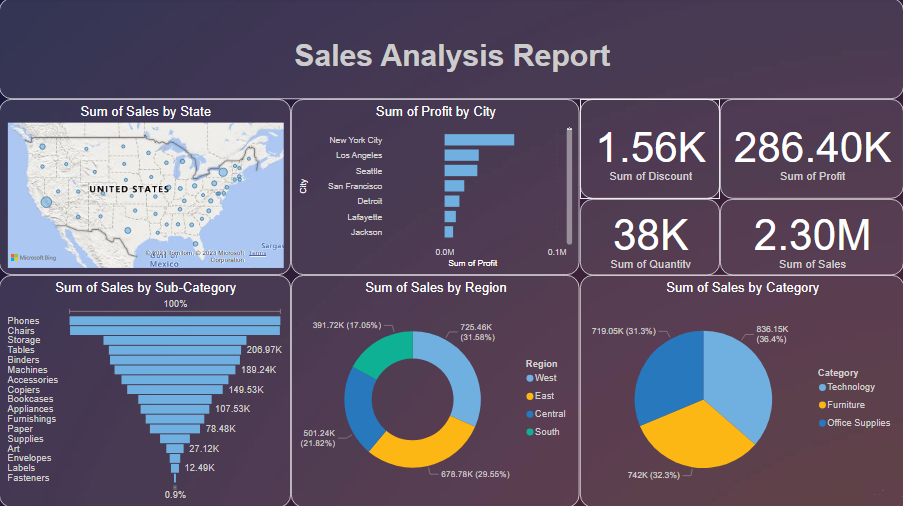 Sales Analysis Report
Sum of Sales by State
UNITED STATES
Gulf of
Mexico
Microsoft Bing
© 2023 TomTom, © 2023 Microsoft
Corporation
Terms
Sum of Profit by City
City
New York City
Los Angeles
Seattle
San Francisco
Detroit
Lafayette
Jackson
0.0M
0.1M
Sum of Profit
1.56K
Sum of Discount
286.40K
Sum of Profit
38K
Sum of Quantity
2.30M
Sum of Sales
Sum of Sales by Sub-Category
100%
Phones
Chairs
Storage
Tables
206.97K
Binders
Machines
189.24K
Accessories
Copiers
149.53K
Bookcases
Appliances
107.53K
Furnishings
Paper
78.48K
Supplies
Art
27.12K
Envelopes
Labels
12.49K
Fasteners
0.9%
Sum of Sales by Region
391.72K (17.05%)
725.46K
(31.58%)
501.24K
(21.82%)
678.78K (29.55%)
Region
West
East
Central
South
Sum of Sales by Category
719.05K (31.3%)
836.15K
(36.4%)
742K (32.3%)
Category
Technology
Furniture
Office Supplies